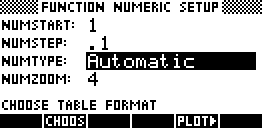 FUNCTION NUMERIC SETUP
NUMSTART: 1
NUMSTEP: .1
NUMTYPE: Automatic
NUMZOOM: 4
CHOOSE TABLE FORMAT
CHOOS PLOT▶